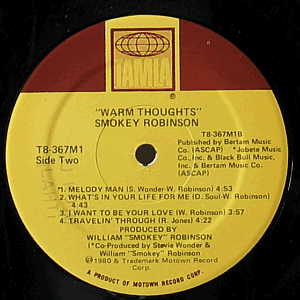 TAMLA
®
"WARM THOUGHTS"
SMOKEY ROBINSON
T8-367M1
Side Two
T8-367M1B
Published by Bertam Music
(ASCAP) *Jobete Music
Co., Inc. & Black Bull Music,
Inc., & Bertam Music Co.
(ASCAP)
*1. MELODY MAN (S. Wonder-W. Robinson) 4:53
2. WHAT'S IN YOUR LIFE FOR ME (D. Soul-W. Robinson)
4:43
3. I WANT TO BE YOUR LOVE (W. Robinson) 3:57
4. TRAVELIN' THROUGH (R. Jones) 4:22
PRODUCED BY
WILLIAM "SMOKEY" ROBINSON
(*Co-Produced by Stevie Wonder &
William "Smokey" Robinson
℗©1980 & Trademark Motown Record
Corp.
A PRODUCT OF MOTOWN RECORD CORP.